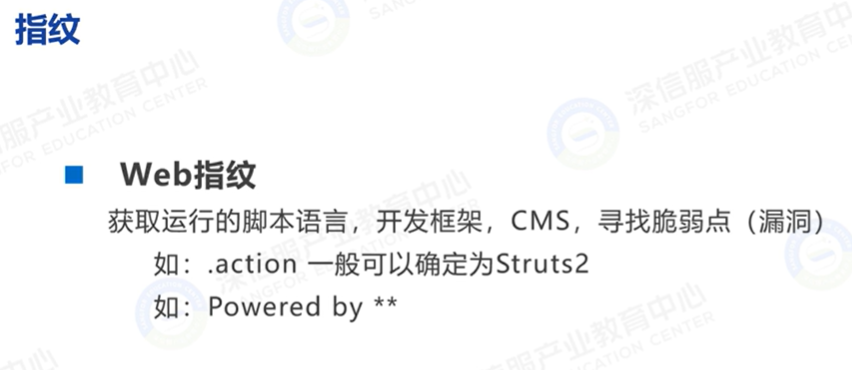 指纹
Web指纹
获取运行的脚本语言，开发框架，CMS，寻找脆弱点（漏洞）
如：.action 一般可以确定为Struts2
如：Powered by **
深信服产业教育中心
SANGFOR EDUCATION CENTER